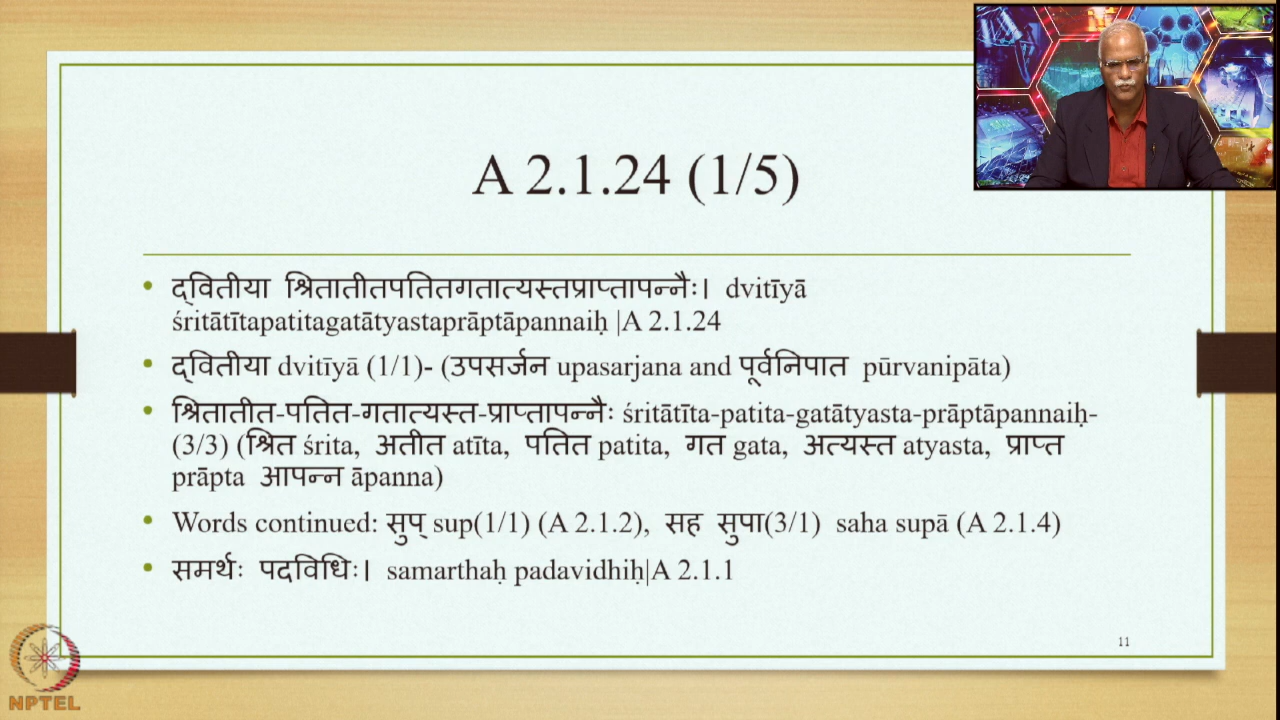 A 2.1.24 (1/5)
• द्वितीया श्रितातीतपतितगतात्यस्तप्राप्तापन्नैः। dvitīyā
śritātītapatitagatātyastaprāptāpannaiḥ |A 2.1.24
• द्वितीया dvitīyā (1/1)- (उपसर्जन upasarjana and पूर्वनिपात pūrvanipāta)
• श्रितातीत-पतित-गतात्यस्त-प्राप्तापन्नैः śritātīta-patita-gatātyasta-prāptāpannaiḥ-
(3/3) (श्रित śrita, अतीत atīta, पतित patita, गत gata, अत्यस्त atyasta, प्राप्त
prāpta आपन्न āpanna)
• Words continued: सुप् sup(1/1) (A 2.1.2), सह सुपा(3/1) saha supā (A 2.1.4)
• समर्थः पदविधिः। samarthaḥ padavidhiḥ|A 2.1.1
11
NPTEL